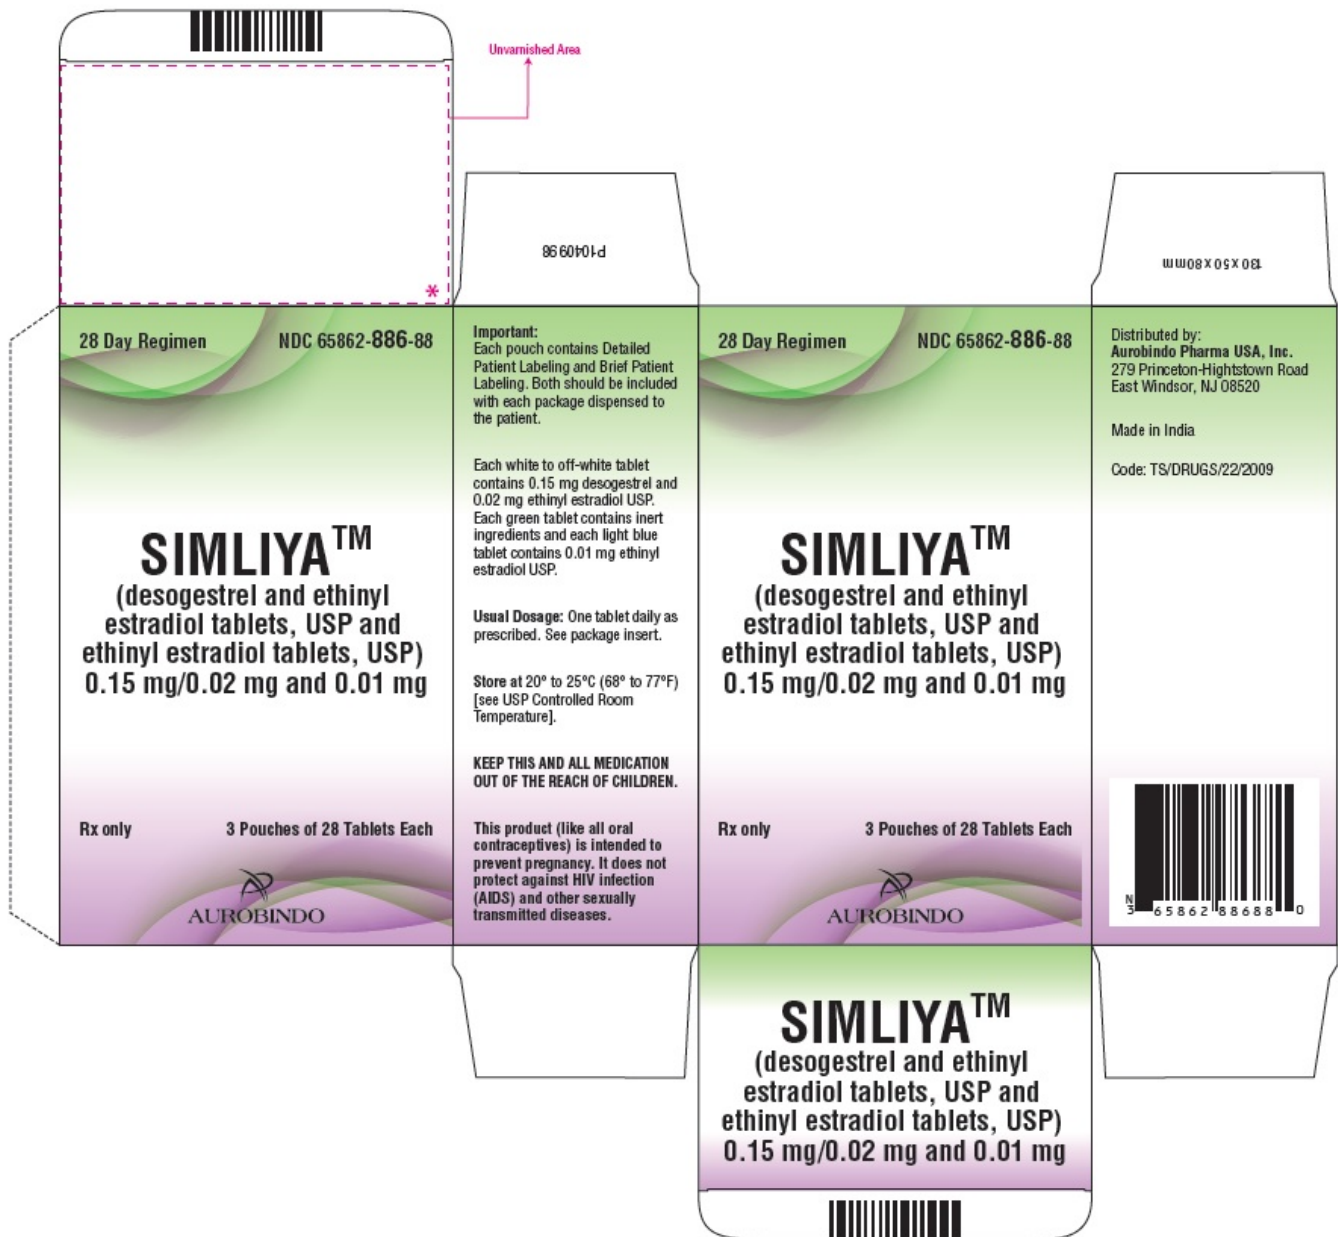 Unvarnished Area
P1040998
130 x 50 x 80mm
*
28 Day Regimen NDC 65862-886-88
SIMLIYA™
(desogestrel and ethinyl
estradiol tablets, USP and
ethinyl estradiol tablets, USP)
0.15 mg/0.02 mg and 0.01 mg
Rx only 3 Pouches of 28 Tablets Each
AUROBINDO
Important:
Each pouch contains Detailed
Patient Labeling and Brief Patient
Labeling. Both should be included
with each package dispensed to
the patient.
Each white to off-white tablet
contains 0.15 mg desogestrel and
0.02 mg ethinyl estradiol USP.
Each green tablet contains inert
ingredients and each light blue
tablet contains 0.01 mg ethinyl
estradiol USP.
Usual Dosage: One tablet daily as
prescribed. See package insert.
Store at 20° to 25°C (68° to 77°F)
[see USP Controlled Room
Temperature].
KEEP THIS AND ALL MEDICATION
OUT OF THE REACH OF CHILDREN.
This product (like all oral
contraceptives) is intended to
prevent pregnancy. It does not
protect against HIV infection
(AIDS) and other sexually
transmitted diseases.
28 Day Regimen NDC 65862-886-88
SIMLIYA™
(desogestrel and ethinyl
estradiol tablets, USP and
ethinyl estradiol tablets, USP)
0.15 mg/0.02 mg and 0.01 mg
Rx only 3 Pouches of 28 Tablets Each
AUROBINDO
Distributed by:
Aurobindo Pharma USA, Inc.
279 Princeton-Hightstown Road
East Windsor, NJ 08520
Made in India
Code: TS/DRUGS/22/2009
N
3 65862 88688 0
SIMLIYA™
(desogestrel and ethinyl
estradiol tablets, USP and
ethinyl estradiol tablets, USP)
0.15 mg/0.02 mg and 0.01 mg